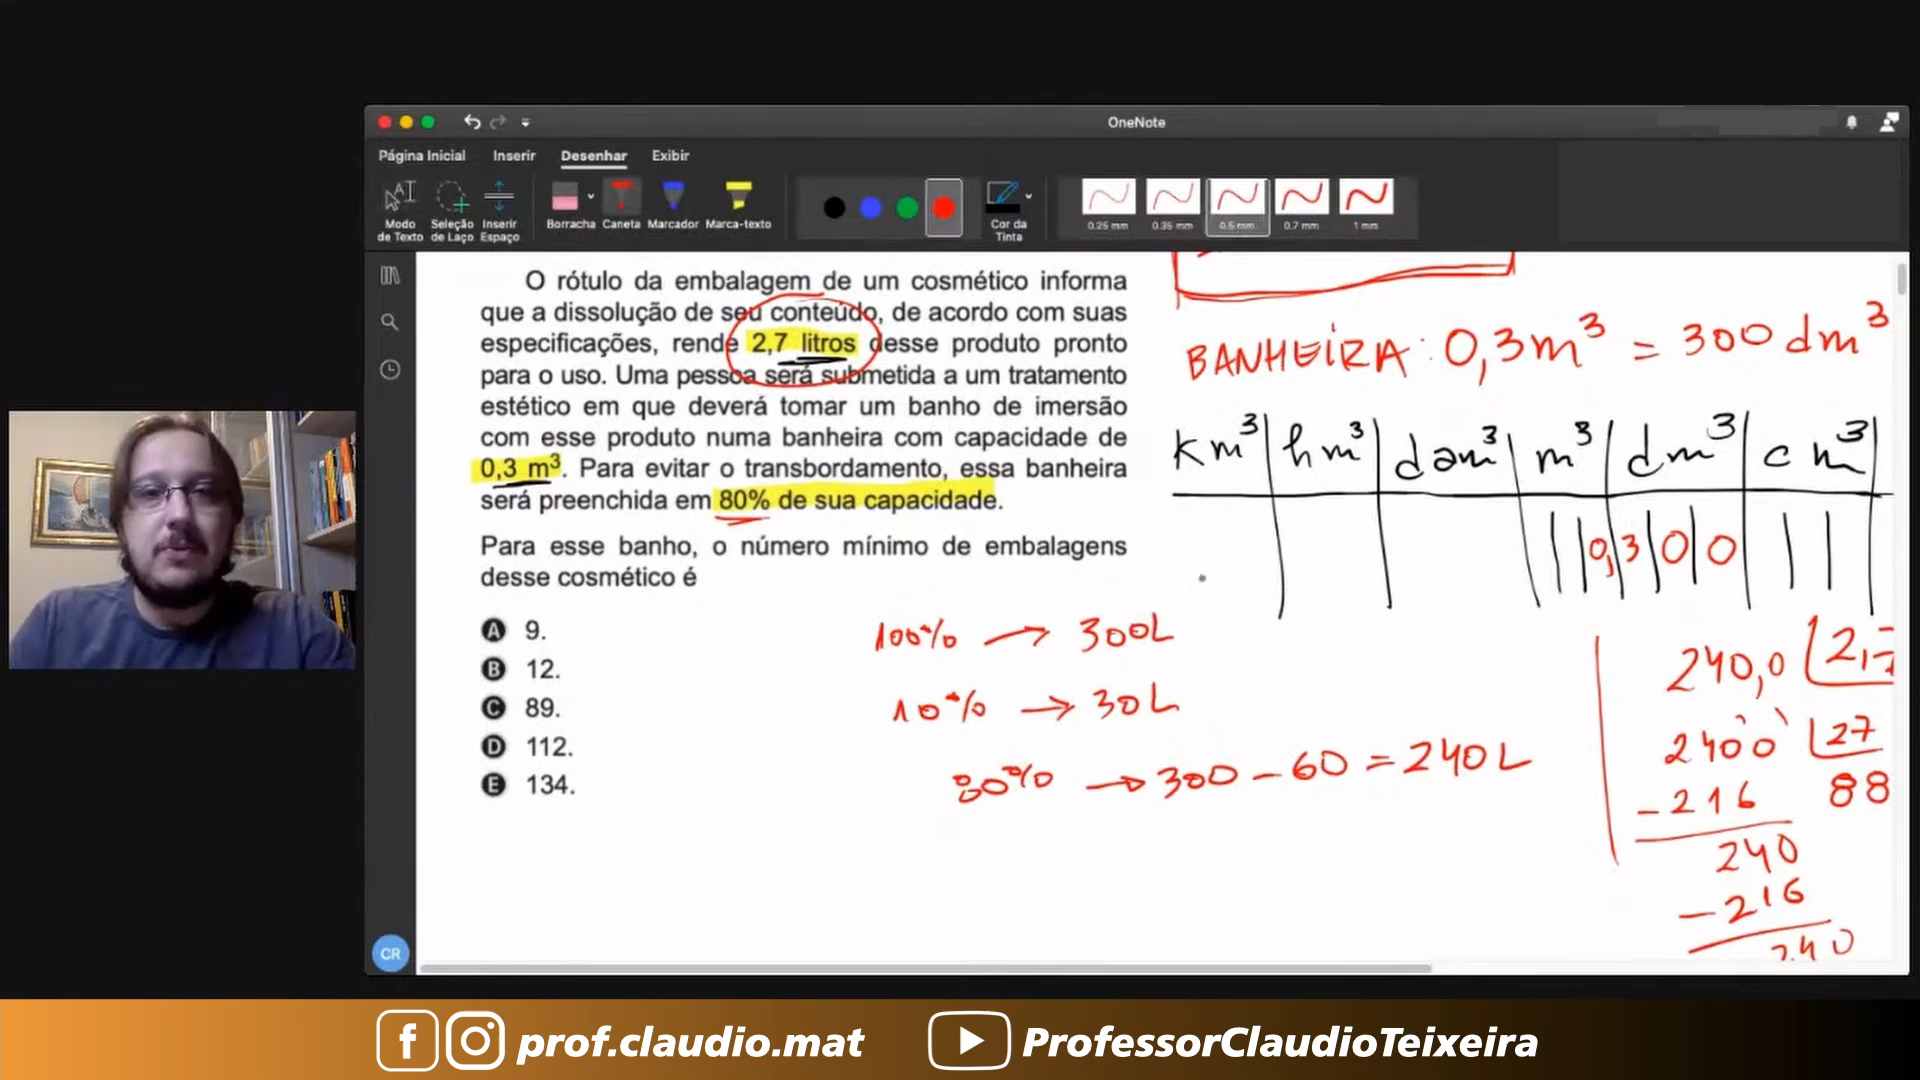 OneNote
Página Inicial Inserir Desenhar Exibir
Modo de Texto
Seleção de Laço
Inserir Espaço
Borracha
Caneta
Marcador
Marca-texto
Cor da Tinta
0.25 mm
0.35 mm
0.5 mm
0.7 mm
1 mm
O rótulo da embalagem de um cosmético informa
que a dissolução de seu conteúdo, de acordo com suas
especificações, rende 2,7 litros desse produto pronto
para o uso. Uma pessoa será submetida a um tratamento
estético em que deverá tomar um banho de imersão
com esse produto numa banheira com capacidade de
0,3 m³. Para evitar o transbordamento, essa banheira
será preenchida em 80% de sua capacidade.
Para esse banho, o número mínimo de embalagens
desse cosmético é
A 9.
B 12.
C 89.
D 112.
E 134.
BANHEIRA: 0,3m³ = 300 dm³
km³ hm³ dam³ m³ dm³ cm³
0, 3 0 0
100% → 300L
10% → 30L
80% → 300 - 60 = 240L
240,0 2,7
2400 27
- 216 88
240
- 216
240
CR
prof.claudio.mat
ProfessorClaudioTeixeira